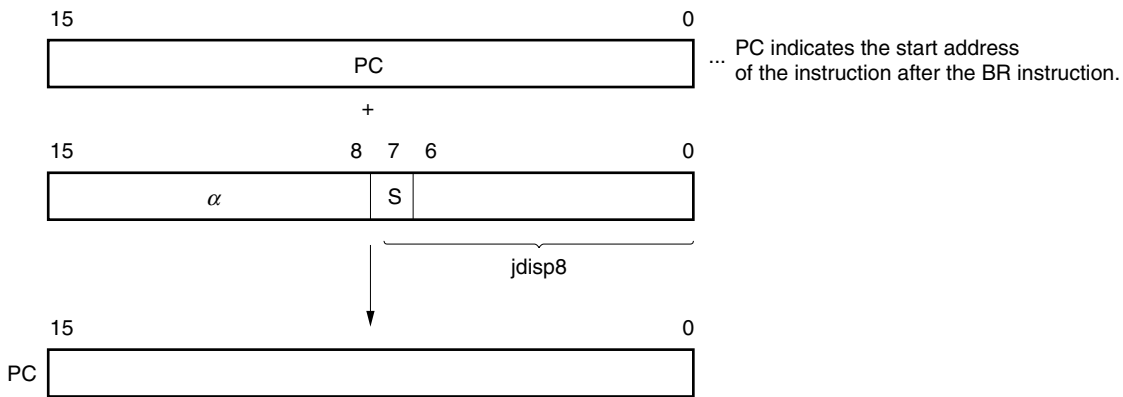 15 0
PC
... PC indicates the start address
of the instruction after the BR instruction.
+
15 8 7 6 0
α S
jdisp8
15 0
PC